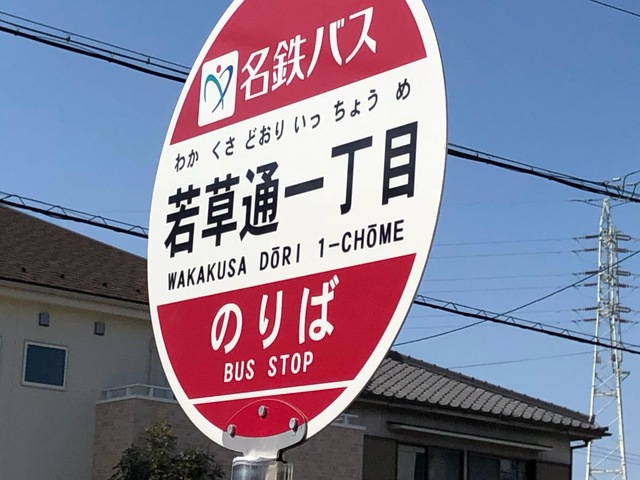 名鉄バス
わかくさどおりいっちょうめ
若草通一丁目
WAKAKUSA DŌRI 1-CHŌME
のりば
BUS STOP